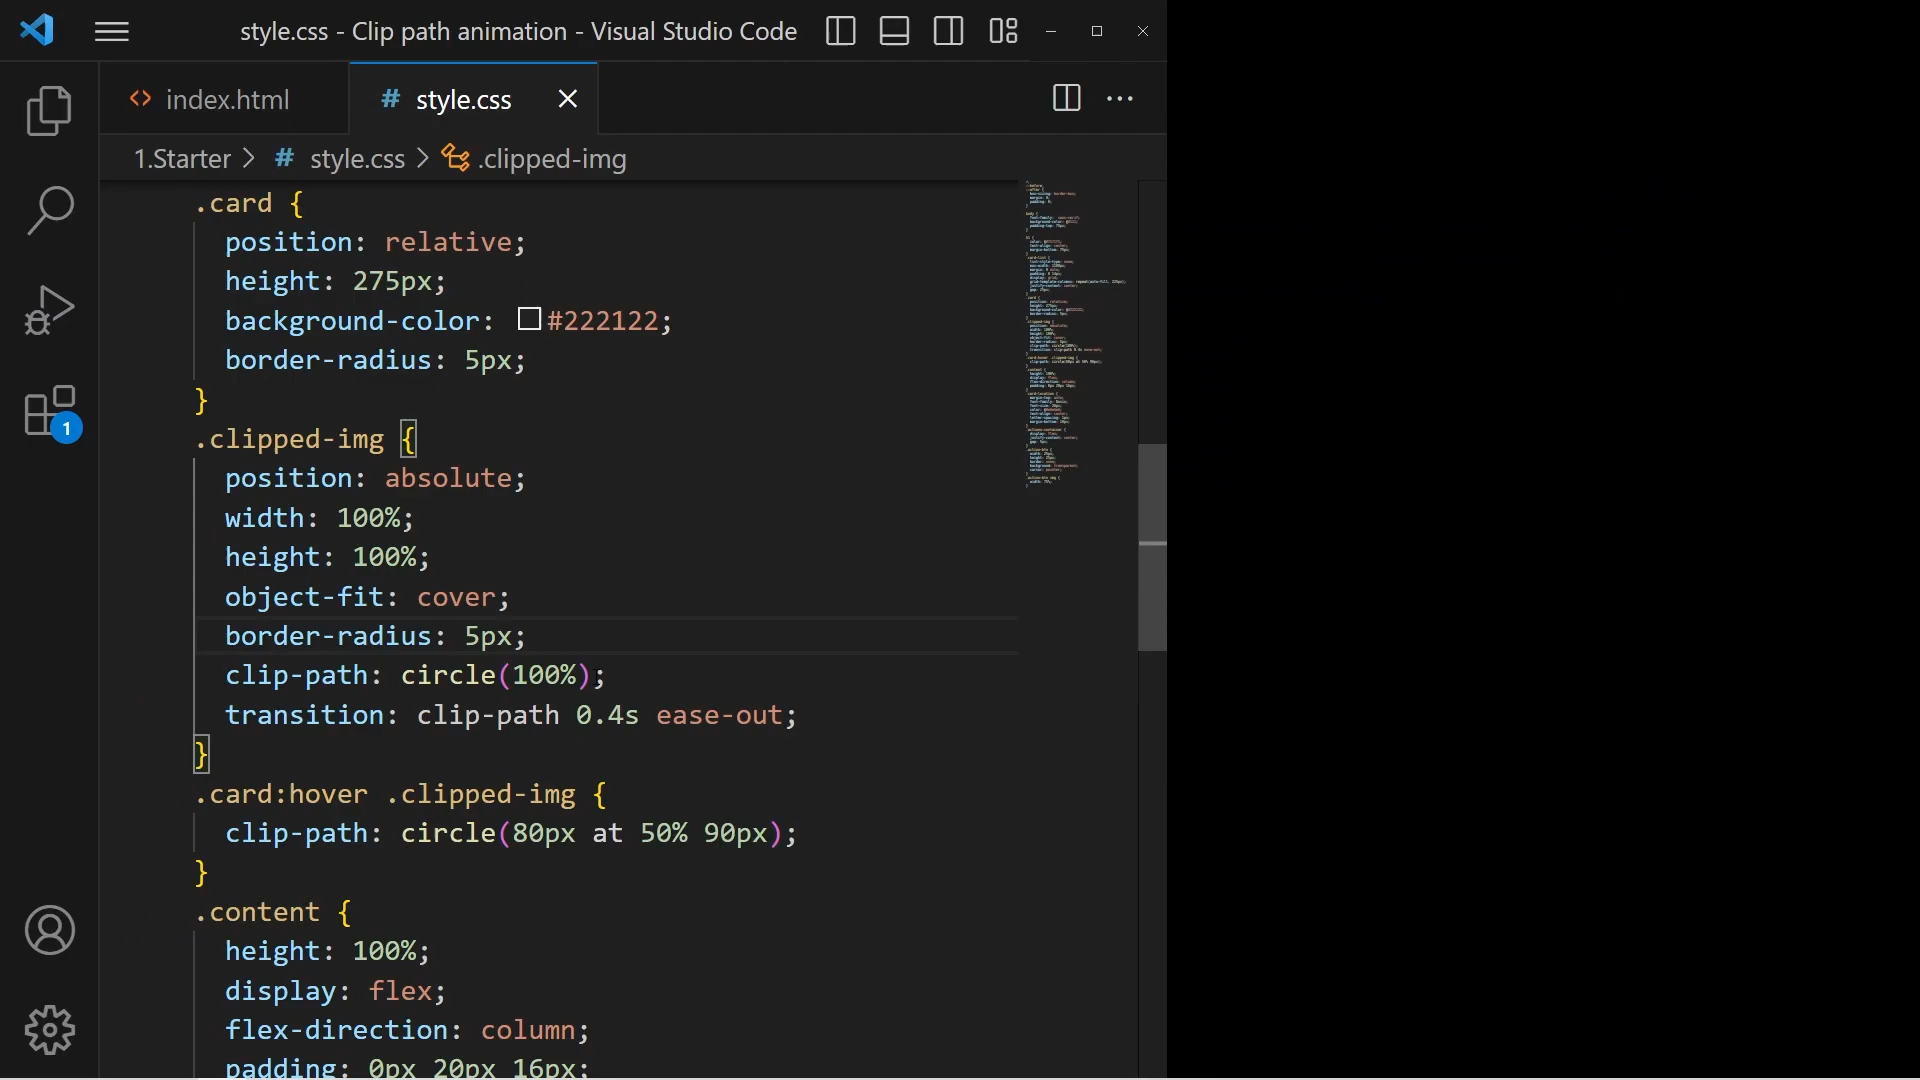 style.css - Clip path animation - Visual Studio Code
index.html
# style.css
1.Starter > # style.css > .clipped-img
.card {
position: relative;
height: 275px;
background-color: #222122;
border-radius: 5px;
}
.clipped-img {
position: absolute;
width: 100%;
height: 100%;
object-fit: cover;
border-radius: 5px;
clip-path: circle(100%);
transition: clip-path 0.4s ease-out;
}
.card:hover .clipped-img {
clip-path: circle(80px at 50% 90px);
}
.content {
height: 100%;
display: flex;
flex-direction: column;
padding: 0px 20px 16px;
1